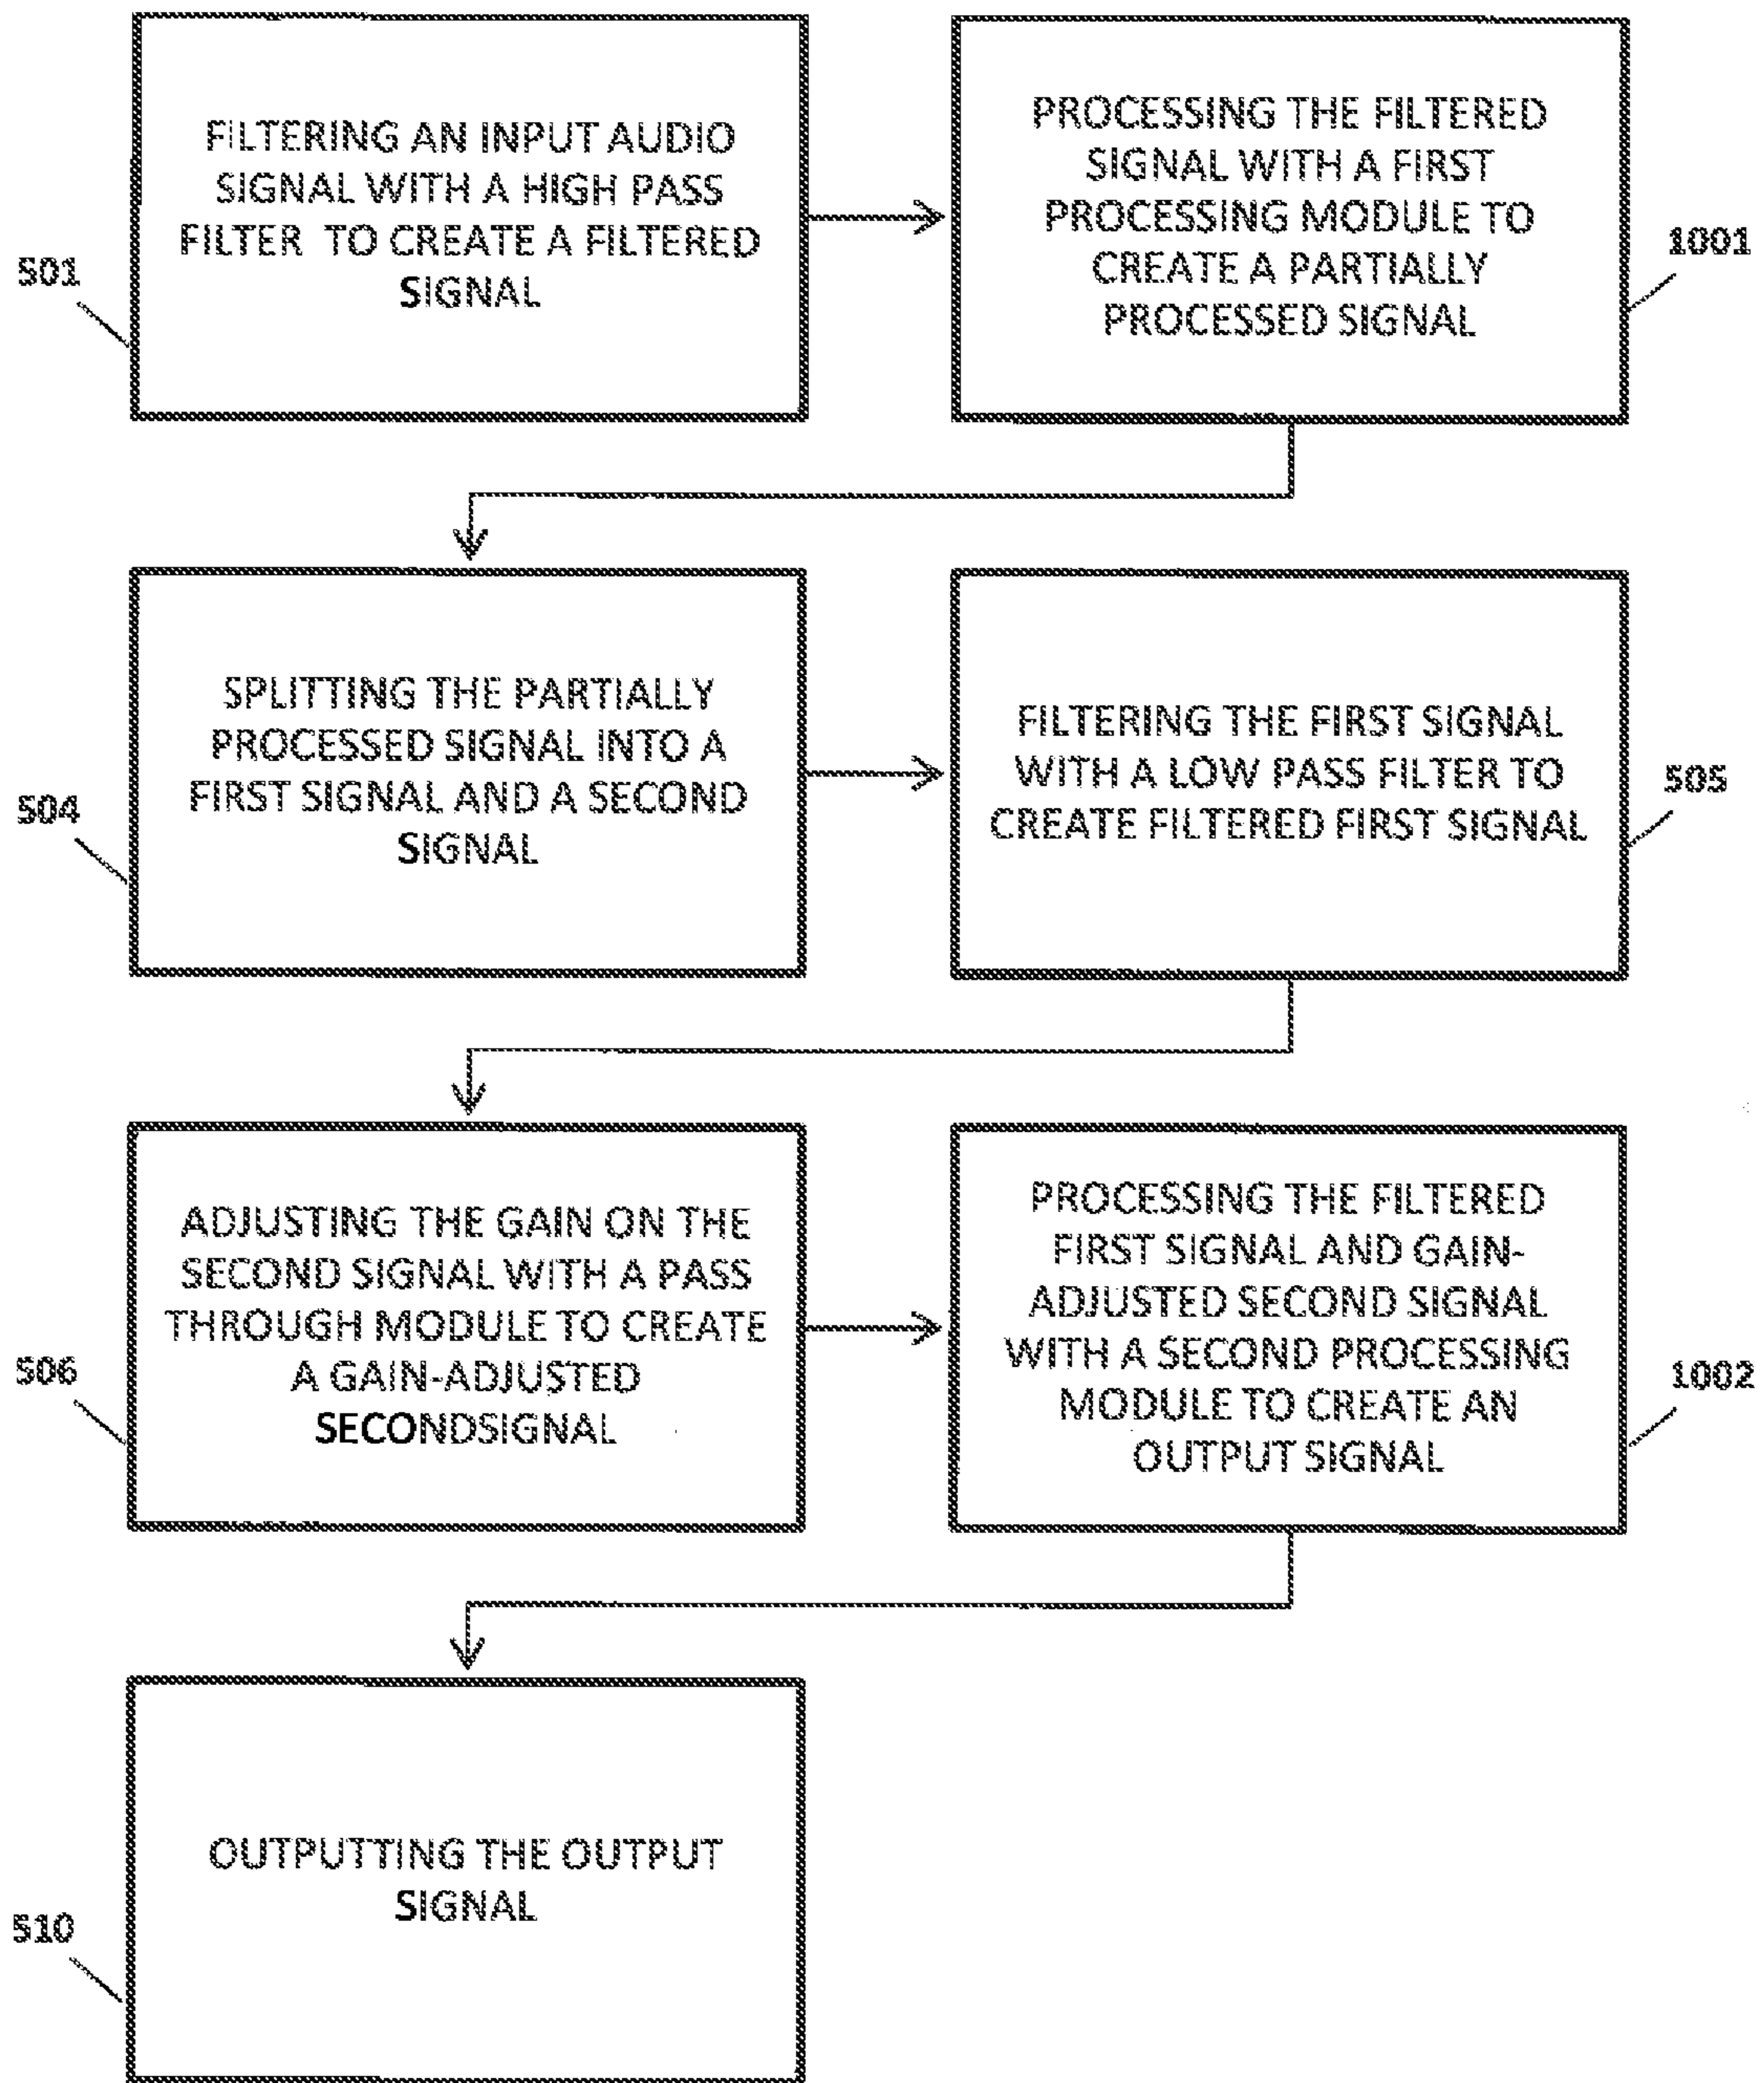 FILTERING AN INPUT AUDIO
SIGNAL WITH A HIGH PASS
FILTER TO CREATE A FILTERED
SIGNAL
501
PROCESSING THE FILTERED
SIGNAL WITH A FIRST
PROCESSING MODULE TO
CREATE A PARTIALLY
PROCESSED SIGNAL
1001
SPLITTING THE PARTIALLY
PROCESSED SIGNAL INTO A
FIRST SIGNAL AND A SECOND
SIGNAL
504
FILTERING THE FIRST SIGNAL
WITH A LOW PASS FILTER TO
CREATE FILTERED FIRST SIGNAL
505
ADJUSTING THE GAIN ON THE
SECOND SIGNAL WITH A PASS
THROUGH MODULE TO CREATE
A GAIN-ADJUSTED
SECONDSIGNAL
506
PROCESSING THE FILTERED
FIRST SIGNAL AND GAIN-
ADJUSTED SECOND SIGNAL
WITH A SECOND PROCESSING
MODULE TO CREATE AN
OUTPUT SIGNAL
1002
OUTPUTTING THE OUTPUT
SIGNAL
510